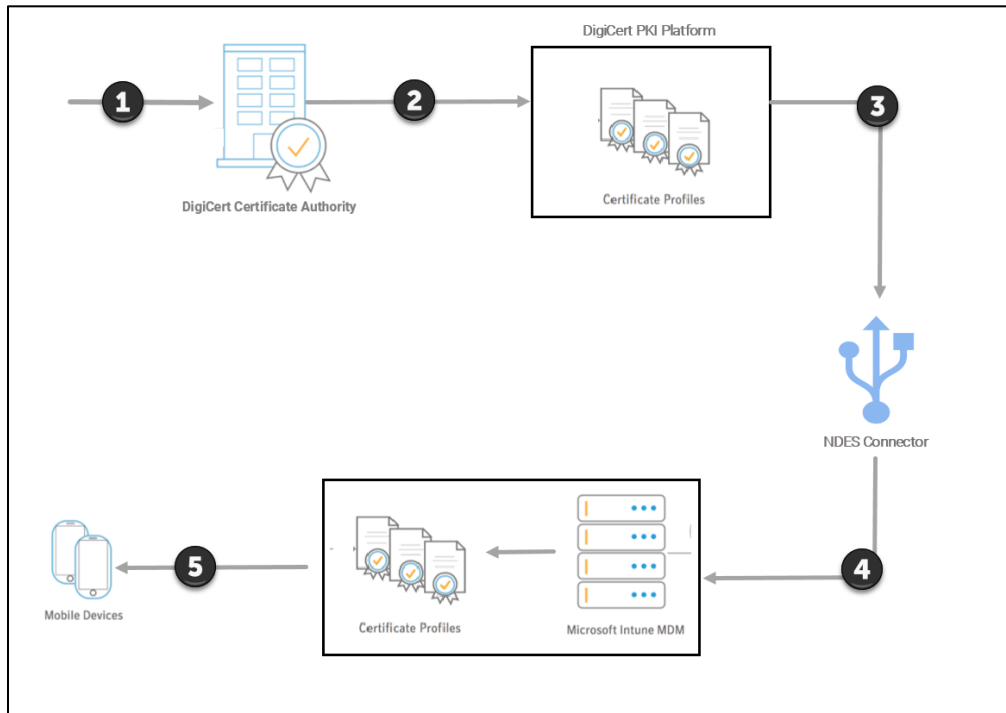 DigiCert PKI Platform
1
2
3
DigiCert Certificate Authority
Certificate Profiles
NDES Connector
4
5
Mobile Devices
Certificate Profiles
Microsoft Intune MDM